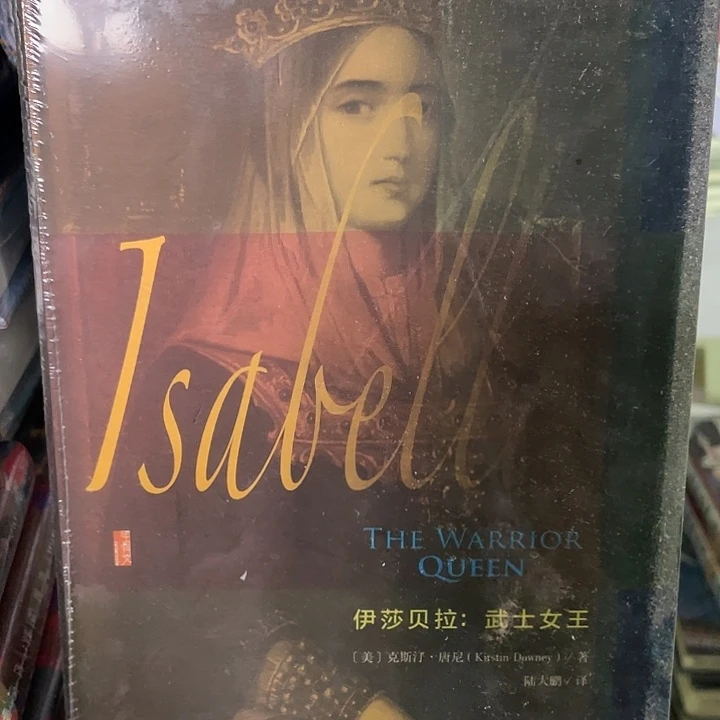 Isabell
THE WARRIOR
QUEEN
伊莎贝拉：武士女王
〔美〕克斯汀·唐尼（Kirstin Downey）／著
陆大鹏／译